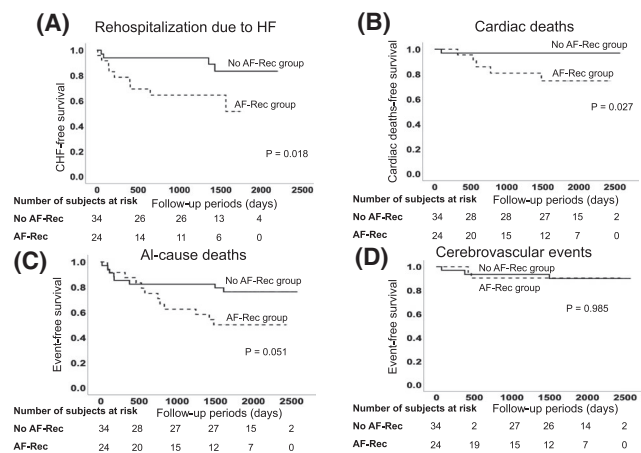 (A)
Rehospitalization due to HF
CHF-free survival
1.0
0.8
0.6
0.4
0.2
0.0
No AF-Rec group
AF-Rec group
P = 0.018
0 500 1000 1500 2000 2500
Number of subjects at risk Follow-up periods (days)
No AF-Rec 34 26 26 13 4
AF-Rec 24 14 11 6 0
(B)
Cardiac deaths
Cardiac deaths-free survival
1.0
0.8
0.6
0.4
0.2
0.0
No AF-Rec group
AF-Rec group
P = 0.027
0 500 1000 1500 2000 2500
Number of subjects at risk Follow-up periods (days)
No AF-Rec 34 28 28 27 15 2
AF-Rec 24 20 15 12 7 0
(C)
Al-cause deaths
Event-free survival
1.0
0.8
0.6
0.4
0.2
0.0
No AF-Rec group
AF-Rec group
P = 0.051
0 500 1000 1500 2000 2500
Number of subjects at risk Follow-up periods (days)
No AF-Rec 34 28 27 27 15 2
AF-Rec 24 20 15 12 7 0
(D)
Cerebrovascular events
Event-free survival
1.0
0.8
0.6
0.4
0.2
0.0
No AF-Rec group
AF-Rec group
P = 0.985
0 500 1000 1500 2000 2500
Number of subjects at risk Follow-up periods (days)
No AF-Rec 34 2 27 26 14 2
AF-Rec 24 19 15 12 7 0